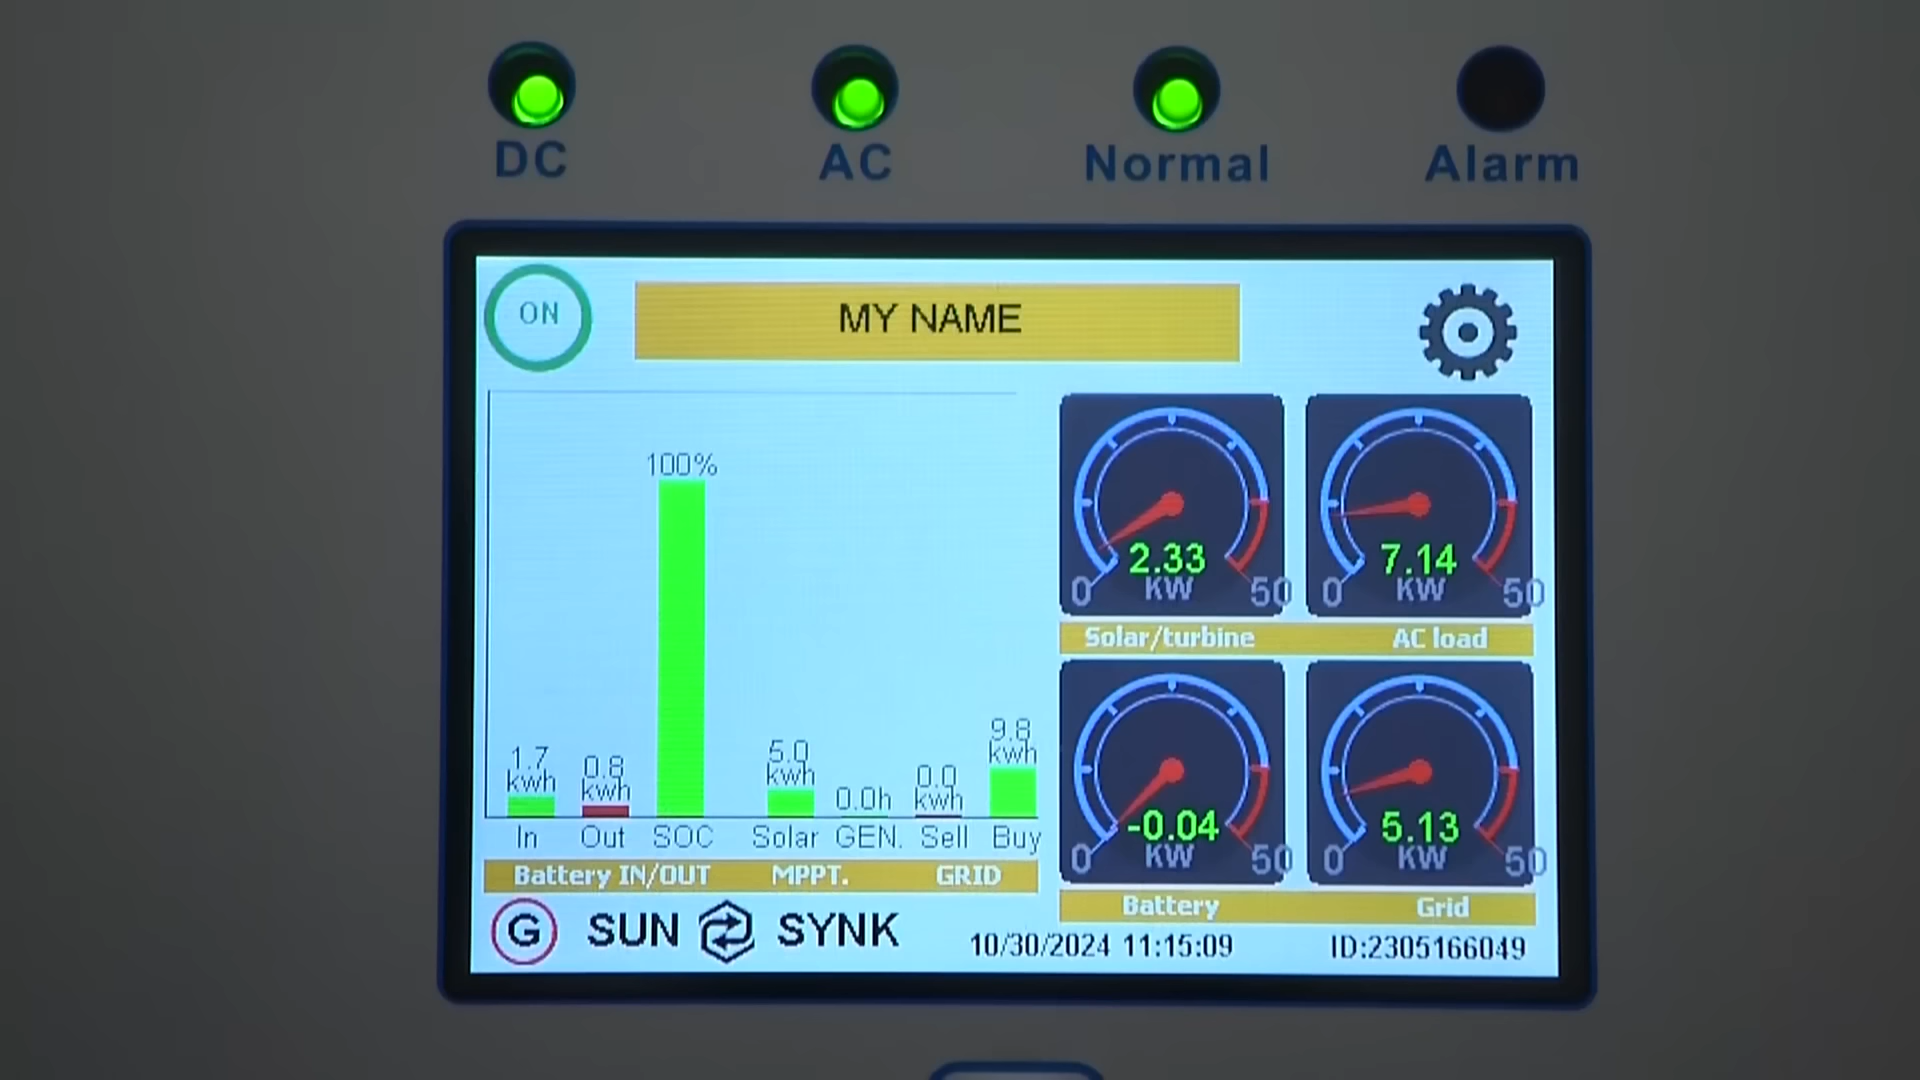 DC AC Normal Alarm
ON MY NAME
100%
1.7 kwh
0.8 kwh
5.0 kwh
0.0h
0.0 kwh
9.8 kwh
In Out SOC Solar GEN. Sell Buy
Battery IN/OUT MPPT. GRID
2.33 KW 0 50
7.14 KW 0 50
Solar/turbine AC load
-0.04 KW 0 50
5.13 KW 0 50
Battery Grid
G SUN SYNK 10/30/2024 11:15:09 ID:2305166049